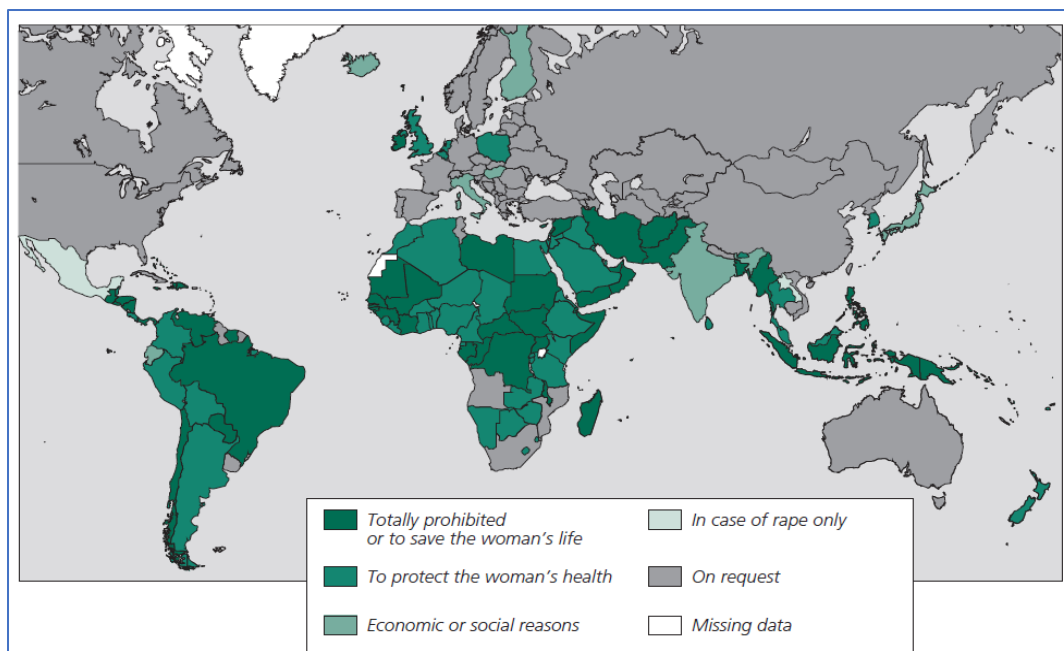 Totally prohibited
or to save the woman's life
To protect the woman's health
Economic or social reasons
In case of rape only
On request
Missing data